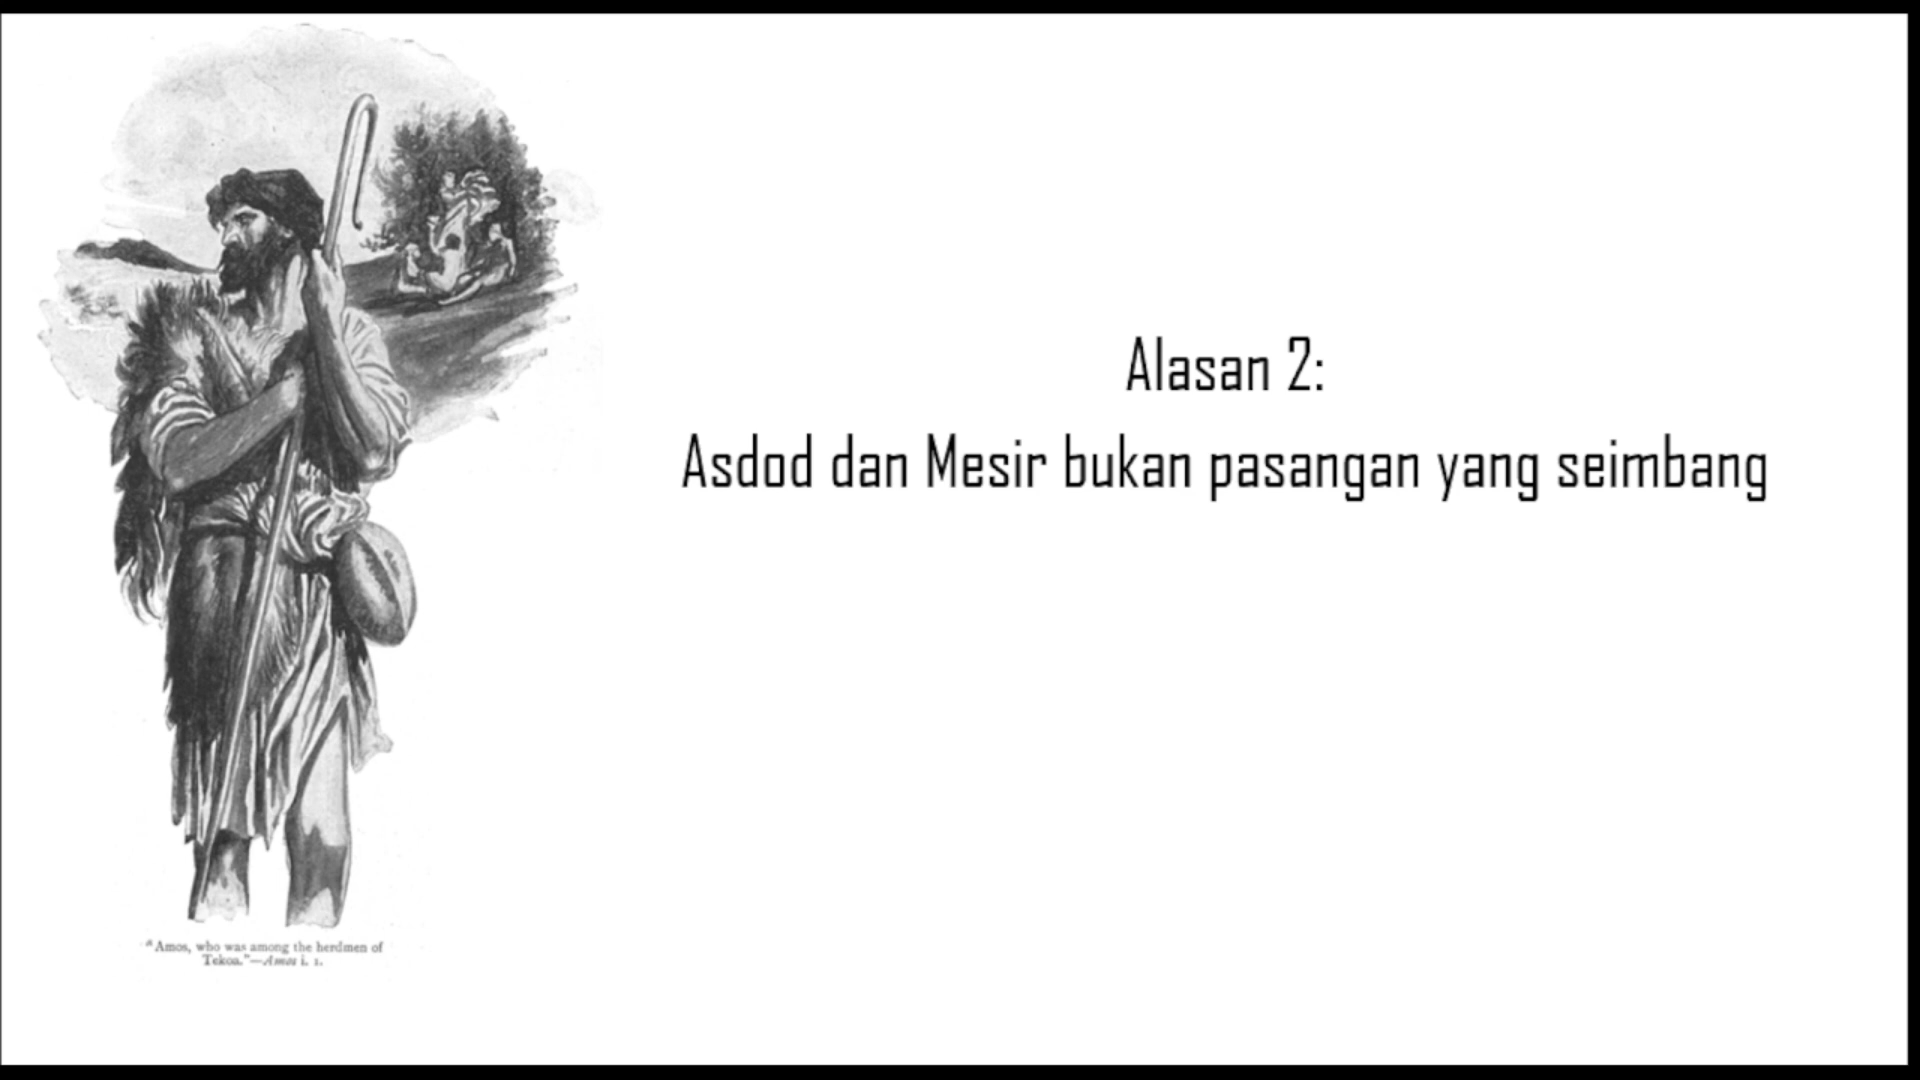 Alasan 2:
Asdod dan Mesir bukan pasangan yang seimbang
"Amos, who was among the herdmen of
Tekoa."—Amos i. 1.